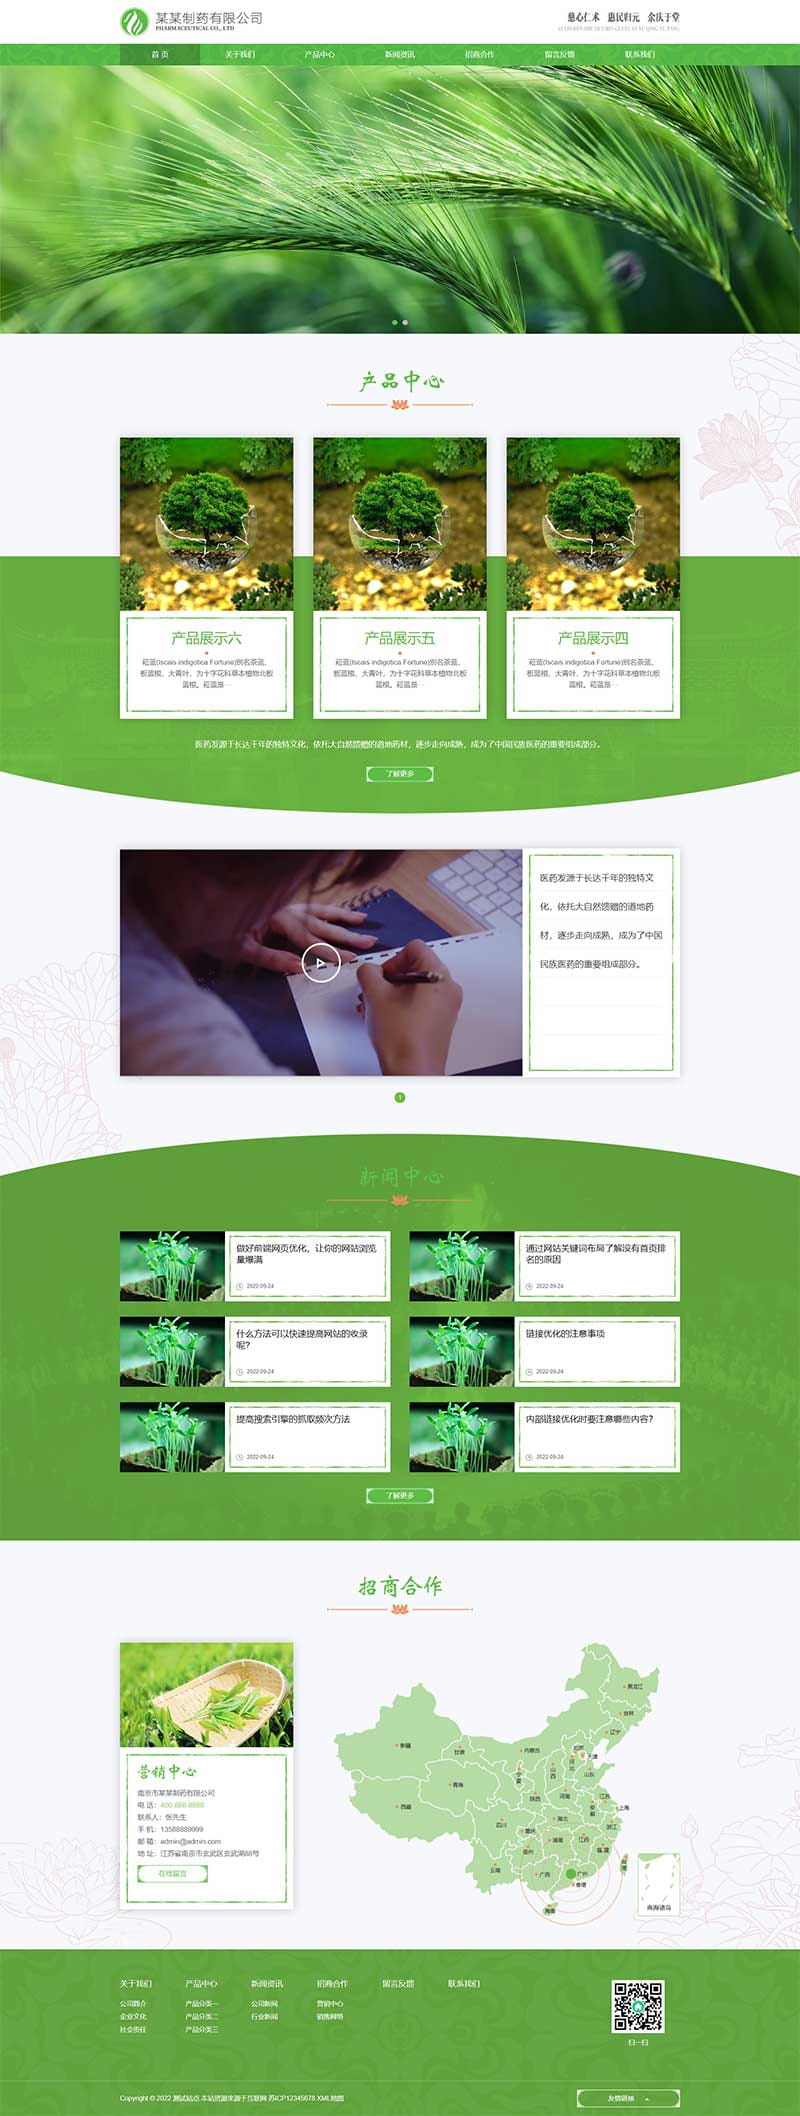 某某制药有限公司
PHARMACEUTICAL CO., LTD
慈心仁术 惠民归元 余庆于堂
首 页 关于我们 产品中心 新闻资讯 招商合作 留言反馈 联系我们
产品中心
产品展示六
菘蓝(Iscais indigotica Fortune)别名茶蓝、
板蓝根、大青叶，为十字花科草本植物北板
蓝根。菘蓝是…
产品展示五
菘蓝(Iscais indigotica Fortune)别名茶蓝、
板蓝根、大青叶，为十字花科草本植物北板
蓝根。菘蓝是…
产品展示四
菘蓝(Iscais indigotica Fortune)别名茶蓝、
板蓝根、大青叶，为十字花科草本植物北板
蓝根。菘蓝是…
医药发源于长达千年的独特文化，依托大自然馈赠的道地药材，逐步走向成熟，成为了中国民族医药的重要组成部分。
了解更多
医药发源于长达千年的独特文
化，依托大自然馈赠的道地药
材，逐步走向成熟，成为了中国
民族医药的重要组成部分。
1
新闻中心
做好前端网页优化，让你的网站浏览
量爆满
2022-09-24
通过网站关键词布局了解没有首页排
名的原因
2022-09-24
什么方法可以快速提高网站的收录
呢？
2022-09-24
链接优化的注意事项
2022-09-24
提高搜索引擎的抓取频次方法
2022-09-24
内部链接优化时要注意哪些内容？
2022-09-24
了解更多
招商合作
营销中心
南京市某某制药有限公司
电 话：400-888-8888
联系人：张先生
手 机：13588889999
邮 箱：admin@admin.com
地 址：江苏省南京市玄武区玄武湖88号
在线留言
黑龙江
吉林
辽宁
新疆
甘肃
内蒙古
北京
天津
河北
山西
宁夏
山东
青海
陕西
河南
江苏
西藏
安徽
上海
湖北
四川
重庆
浙江
湖南
江西
贵州
福建
云南
广西
广州
台湾
香港
海南
南海诸岛
关于我们 产品中心 新闻资讯 招商合作 留言反馈 联系我们
公司简介 产品分类一 公司新闻 营销中心
企业文化 产品分类二 行业新闻 销售网络
社会责任 产品分类三
扫一扫
Copyright © 2022 测试站点 本站资源来源于互联网 苏ICP12345678 XML地图
友情链接